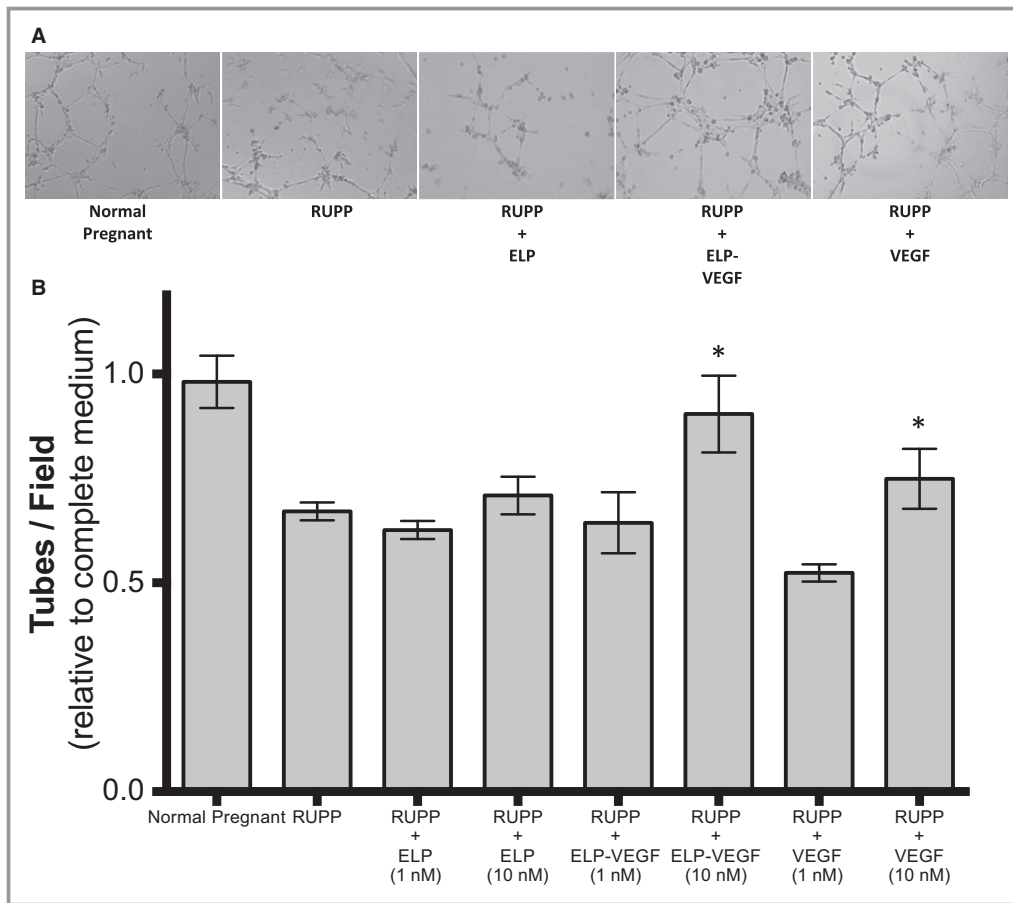 A
Normal
Pregnant
RUPP
RUPP
+
ELP
RUPP
+
ELP-
VEGF
RUPP
+
VEGF
B
Tubes / Field
(relative to complete medium)
1.0
0.5
0.0
*
*
Normal Pregnant
RUPP
RUPP
+
ELP
(1 nM)
RUPP
+
ELP
(10 nM)
RUPP
+
ELP-VEGF
(1 nM)
RUPP
+
ELP-VEGF
(10 nM)
RUPP
+
VEGF
(1 nM)
RUPP
+
VEGF
(10 nM)